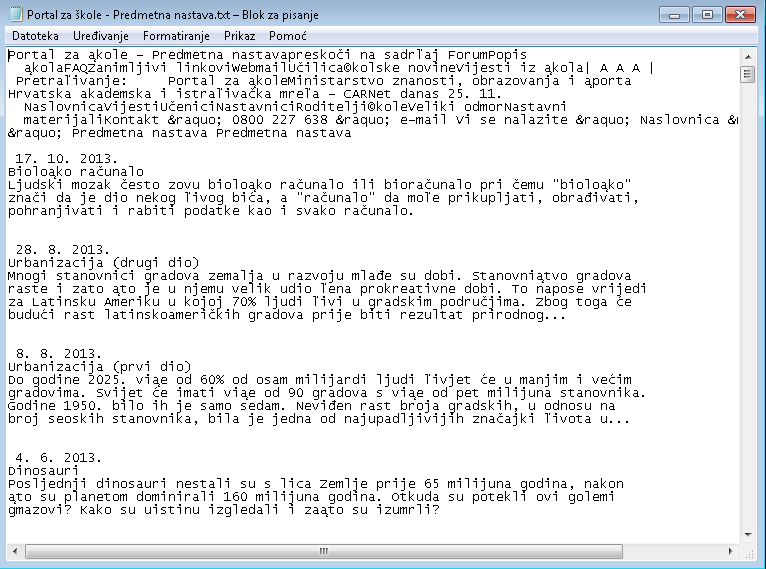 Portal za škole - Predmetna nastava.txt – Blok za pisanje
Datoteka Uređivanje Formatiranje Prikaz Pomoć
Portal za ąkole - Predmetna nastavapreskoči na sadrľaj ForumPopis
ąkolaFAQZanimljivi linkoviWebmailUčilica©kolske novineVijesti iz ąkola| A A A |
Pretraľivanje: Portal za ąkoleMinistarstvo znanosti, obrazovanja i ąporta
Hrvatska akademska i istraľivačka mreľa - CARNet danas 25. 11.
NaslovnicaVijestiUčeniciNastavniciRoditelji©koleVeliki odmorNastavni
materijaliKontakt &raquo; 0800 227 638 &raquo; e-mail Vi se nalazite &raquo; Naslovnica &r
&raquo; Predmetna nastava Predmetna nastava
17. 10. 2013.
Bioloąko računalo
Ljudski mozak često zovu bioloąko računalo ili bioračunalo pri čemu "bioloąko"
znači da je dio nekog ľivog bića, a "računalo" da moľe prikupljati, obrađivati,
pohranjivati i rabiti podatke kao i svako računalo.
28. 8. 2013.
Urbanizacija (drugi dio)
Mnogi stanovnici gradova zemalja u razvoju mlađe su dobi. Stanovniątvo gradova
raste i zato ąto je u njemu velik udio ľena prokreativne dobi. To napose vrijedi
za Latinsku Ameriku u kojoj 70% ljudi ľivi u gradskim područjima. Zbog toga će
budući rast latinskoameričkih gradova prije biti rezultat prirodnog...
8. 8. 2013.
Urbanizacija (prvi dio)
Do godine 2025. viąe od 60% od osam milijardi ljudi ľivjet će u manjim i većim
gradovima. Svijet će imati viąe od 90 gradova s viąe od pet milijuna stanovnika.
Godine 1950. bilo ih je samo sedam. Neviđen rast broja gradskih, u odnosu na
broj seoskih stanovnika, bila je jedna od najupadljivijih značajki ľivota u...
4. 6. 2013.
Dinosauri
Posljednji dinosauri nestali su s lica Zemlje prije 65 milijuna godina, nakon
ąto su planetom dominirali 160 milijuna godina. Otkuda su potekli ovi golemi
gmazovi? Kako su uistinu izgledali i zaąto su izumrli?